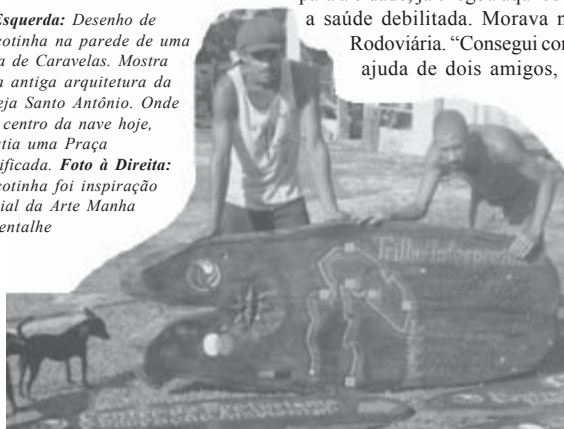 Esquerda: Desenho de
cotinha na parede de uma
a de Caravelas. Mostra
a antiga arquitetura da
eja Santo Antônio. Onde
centro da nave hoje,
tia uma Praça
ificada. Foto à Direita:
cotinha foi inspiração
ial da Arte Manha
entalhe
a saúde debilitada. Morava
Rodoviária. “Consegui
ajuda de dois amigos,
Trilha Interpre